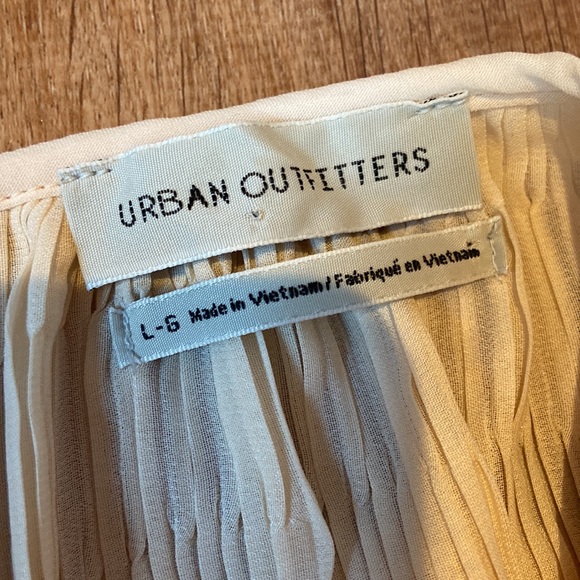 URBAN OUTFITTERS
L-G Made in Vietnam / Fabriqué en Vietnam